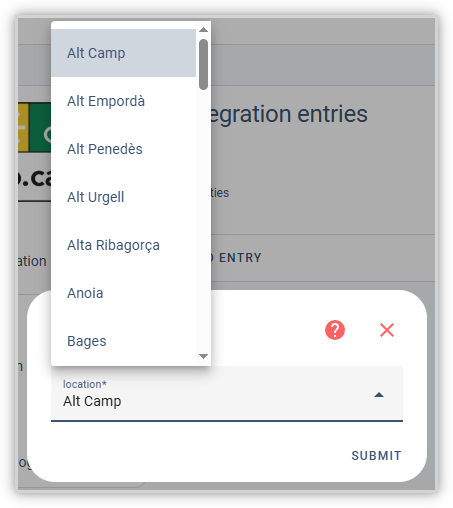 Alt Camp
Alt Empordà
Alt Penedès
Alt Urgell
Alta Ribagorça
Anoia
Bages
egration entries
o.ca
ties
ation
O ENTRY
?
location*
Alt Camp
SUBMIT